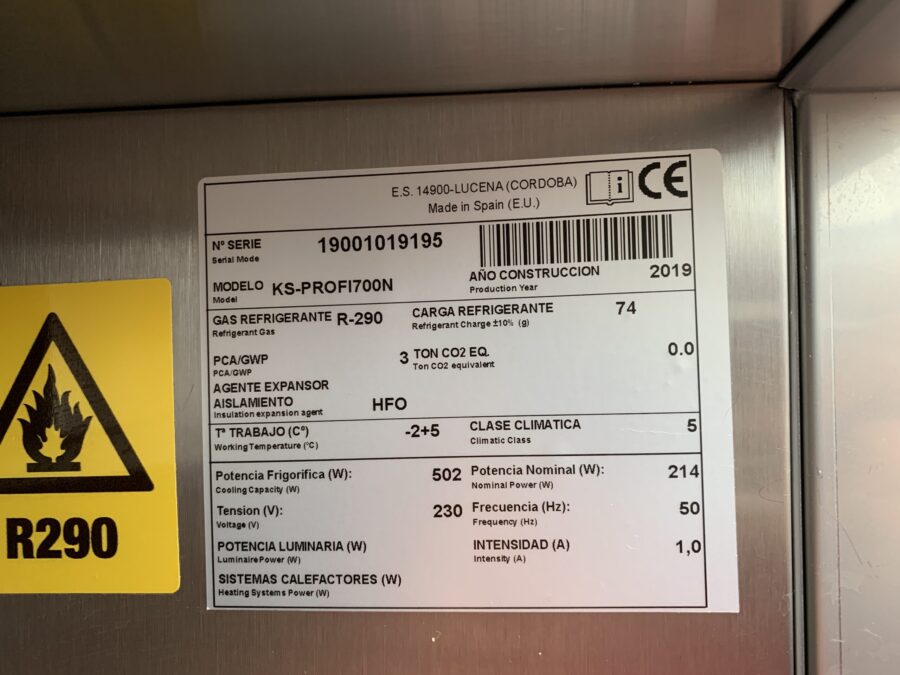 E.S. 14900-LUCENA (CORDOBA) i CE
Made in Spain (E.U.)
Nº SERIE 19001019195
Serial Mode
MODELO KS-PROFI700N AÑO CONSTRUCCION 2019
Model Production Year
GAS REFRIGERANTE R-290 CARGA REFRIGERANTE 74
Refrigerant Gas Refrigerant Charge ±10% (g)
PCA/GWP 3 TON CO2 EQ. 0.0
PCA/GWP Ton CO2 equivalent
AGENTE EXPANSOR
AISLAMIENTO HFO
Insulation expansion agent
Tª TRABAJO (Cº) -2+5 CLASE CLIMATICA 5
Working Temperature (ºC) Climatic Class
Potencia Frigorifica (W): 502 Potencia Nominal (W): 214
Cooling Capacity (W) Nominal Power (W)
Tension (V): 230 Frecuencia (Hz): 50
Voltage (V) Frequency (Hz)
POTENCIA LUMINARIA (W) INTENSIDAD (A) 1,0
Luminaire Power (W) Intensity (A)
SISTEMAS CALEFACTORES (W)
Heating Systems Power (W)
R290